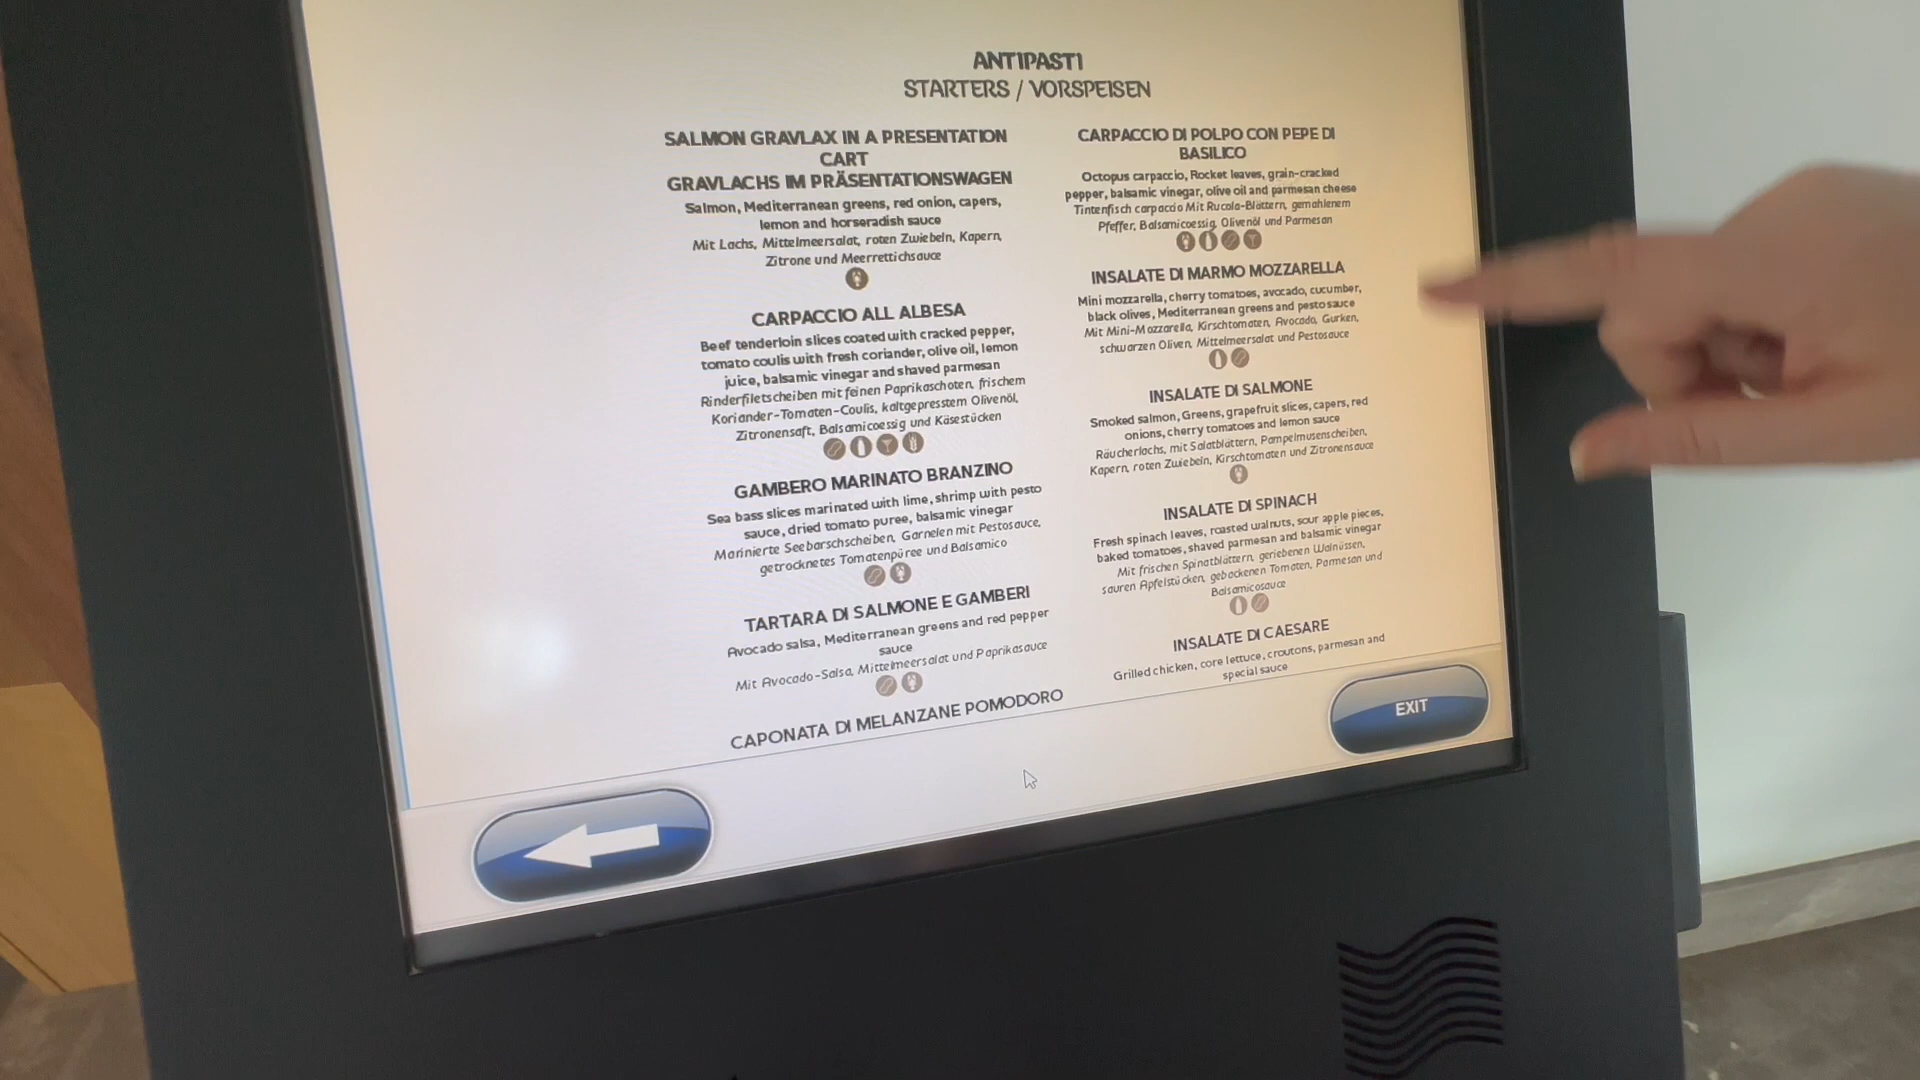 ANTIPASTI
STARTERS / VORSPEISEN
SALMON GRAVLAX IN A PRESENTATION
CART
GRAVLACHS IM PRÄSENTATIONSWAGEN
Salmon, Mediterranean greens, red onion, capers,
lemon and horseradish sauce
Mit Lachs, Mittelmeersalat, roten Zwiebeln, Kapern,
Zitrone und Meerrettichsauce
CARPACCIO ALL ALBESA
Beef tenderloin slices coated with cracked pepper,
tomato coulis with fresh coriander, olive oil, lemon
juice, balsamic vinegar and shaved parmesan
Rinderfiletscheiben mit feinen Paprikaschoten, frischem
Koriander-Tomaten-Coulis, kaltgepresstem Olivenöl,
Zitronensaft, Balsamicoessig und Käsestücken
GAMBERO MARINATO BRANZINO
Sea bass slices marinated with lime, shrimp with pesto
sauce, dried tomato puree, balsamic vinegar
Marinierte Seebarschscheiben, Garnelen mit Pestosauce,
getrocknetes Tomatenpüree und Balsamico
TARTARA DI SALMONE E GAMBERI
Avocado salsa, Mediterranean greens and red pepper
sauce
Mit Avocado-Salsa, Mittelmeersalat und Paprikasauce
CAPONATA DI MELANZANE POMODORO
CARPACCIO DI POLPO CON PEPE DI
BASILICO
Octopus carpaccio, Rocket leaves, grain-cracked
pepper, balsamic vinegar, olive oil and parmesan cheese
Tintenfisch carpaccio Mit Rucola-Blättern, gemahlenem
Pfeffer, Balsamicoessig, Olivenöl und Parmesan
INSALATE DI MARMO MOZZARELLA
Mini mozzarella, cherry tomatoes, avocado, cucumber,
black olives, Mediterranean greens and pesto sauce
Mit Mini-Mozzarella, Kirschtomaten, Avocado, Gurken,
schwarzen Oliven, Mittelmeersalat und Pestosauce
INSALATE DI SALMONE
Smoked salmon, Greens, grapefruit slices, capers, red
onions, cherry tomatoes and lemon sauce
Räucherlachs, mit Salatblättern, Pampelmusenscheiben,
Kapern, roten Zwiebeln, Kirschtomaten und Zitronensauce
INSALATE DI SPINACH
Fresh spinach leaves, roasted walnuts, sour apple pieces,
baked tomatoes, shaved parmesan and balsamic vinegar
Mit frischen Spinatblättern, geriebenen Walnüssen,
sauren Apfelstücken, gebackenen Tomaten, Parmesan und
Balsamicosauce
INSALATE DI CAESARE
Grilled chicken, core lettuce, croutons, parmesan and
special sauce
EXIT